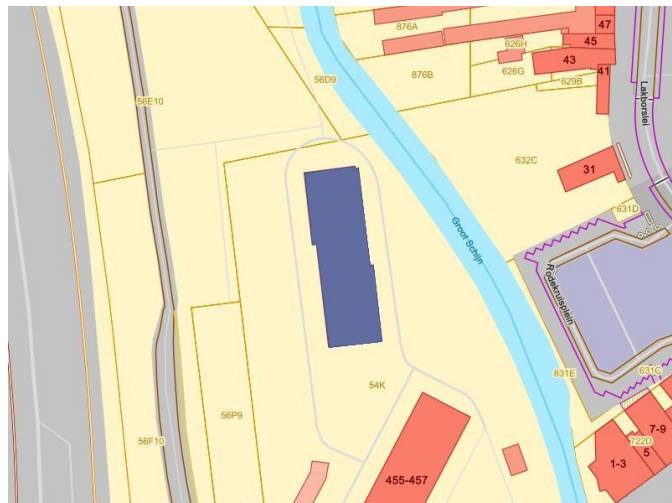 876A
47
626H
45
56D9
43
876B
626G
41
629B
Lakborslei
56E10
632C
31
631D
Groot Schijn
Rodekruisplein
631E
631C
54K
56P9
7-9
56F10
722D
5
1-3
455-457